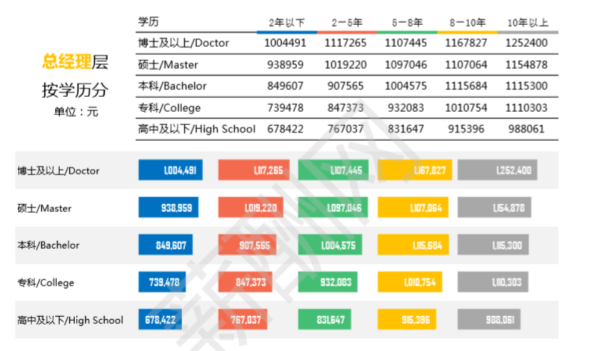 学历 2年以下 2－5年 5－8年 8－10年 10年以上
总经理层
按学历分
单位：元
博士及以上/Doctor 1004491 1117265 1107445 1167827 1252400
硕士/Master 938959 1019220 1097046 1107064 1154878
本科/Bachelor 849607 907565 1004575 1115684 1115300
专科/College 739478 847373 932083 1010754 1110303
高中及以下/High School 678422 767037 831647 915396 988061
博士及以上/Doctor 1,004,491 1,117,265 1,107,445 1,167,827 1,252,400
硕士/Master 938,959 1,019,220 1,097,046 1,107,064 1,154,878
本科/Bachelor 849,607 907,565 1,004,575 1,115,684 1,115,300
专科/College 739,478 847,373 932,083 1,010,754 1,110,303
高中及以下/High School 678,422 767,037 831,647 915,396 988,061
薪酬网